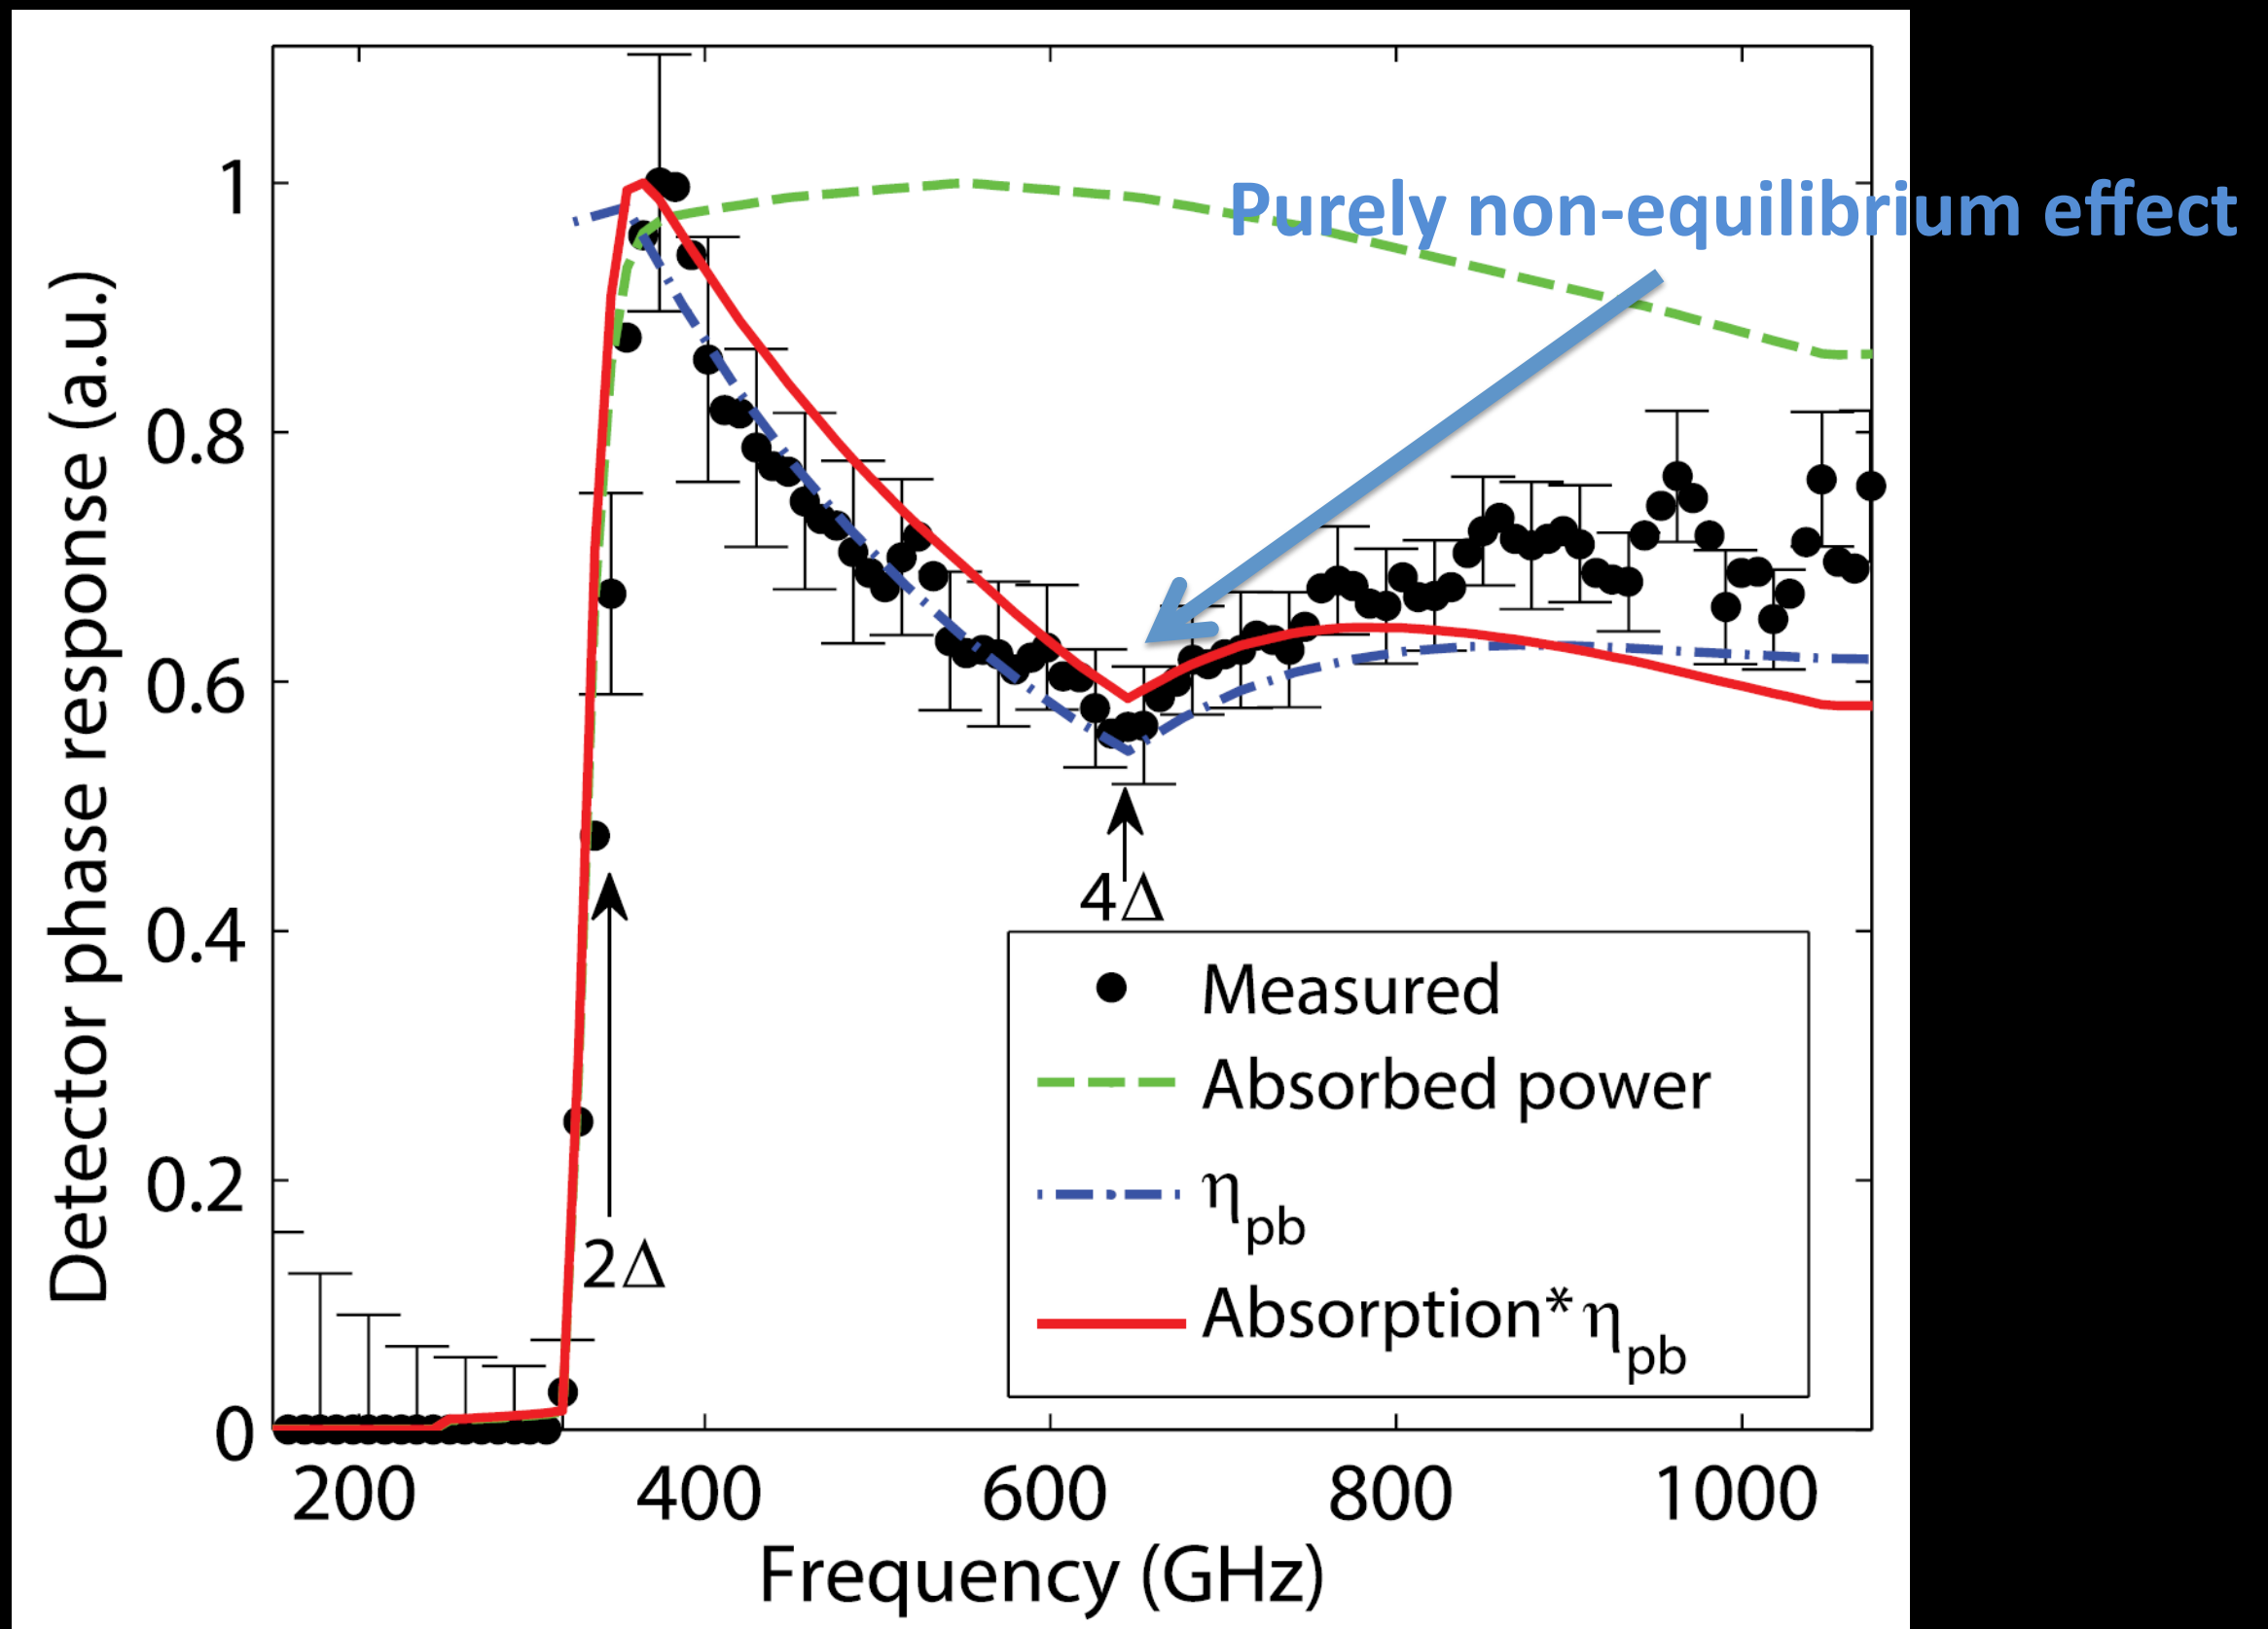 Purely non-equilibrium effect
Detector phase response (a.u.)
1
0.8
0.6
0.4
0.2
0
2Δ
4Δ
Measured
Absorbed power
ηpb
Absorption*ηpb
200 400 600 800 1000
Frequency (GHz)